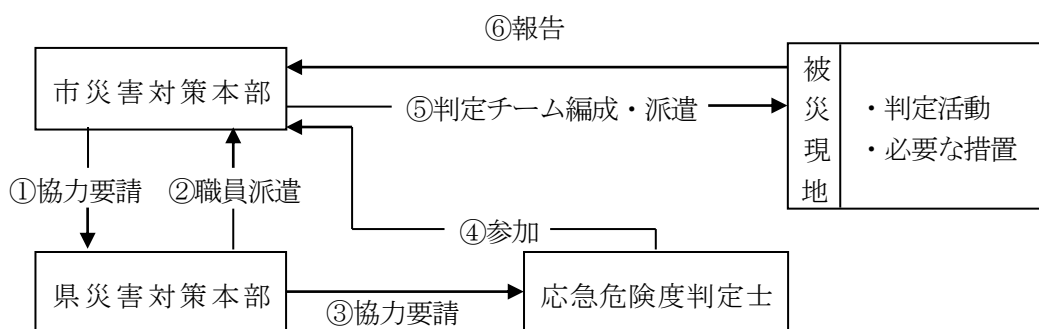 ⑥報告
市災害対策本部
⑤判定チーム編成・派遣
被災現地
・判定活動
・必要な措置
①協力要請
②職員派遣
④参加
県災害対策本部
③協力要請
応急危険度判定士